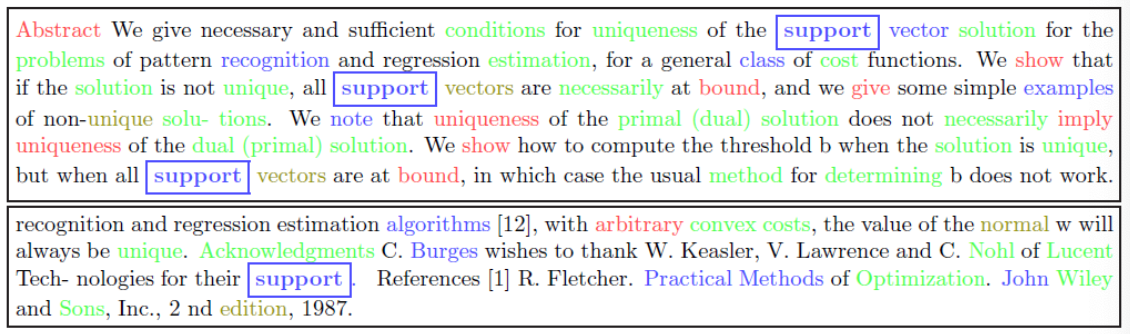 Abstract We give necessary and sufficient conditions for uniqueness of the support vector solution for the
problems of pattern recognition and regression estimation, for a general class of cost functions. We show that
if the solution is not unique, all support vectors are necessarily at bound, and we give some simple examples
of non-unique solu- tions. We note that uniqueness of the primal (dual) solution does not necessarily imply
uniqueness of the dual (primal) solution. We show how to compute the threshold b when the solution is unique,
but when all support vectors are at bound, in which case the usual method for determining b does not work.
recognition and regression estimation algorithms [12], with arbitrary convex costs, the value of the normal w will
always be unique. Acknowledgments C. Burges wishes to thank W. Keasler, V. Lawrence and C. Nohl of Lucent
Tech- nologies for their support. References [1] R. Fletcher. Practical Methods of Optimization. John Wiley
and Sons, Inc., 2 nd edition, 1987.